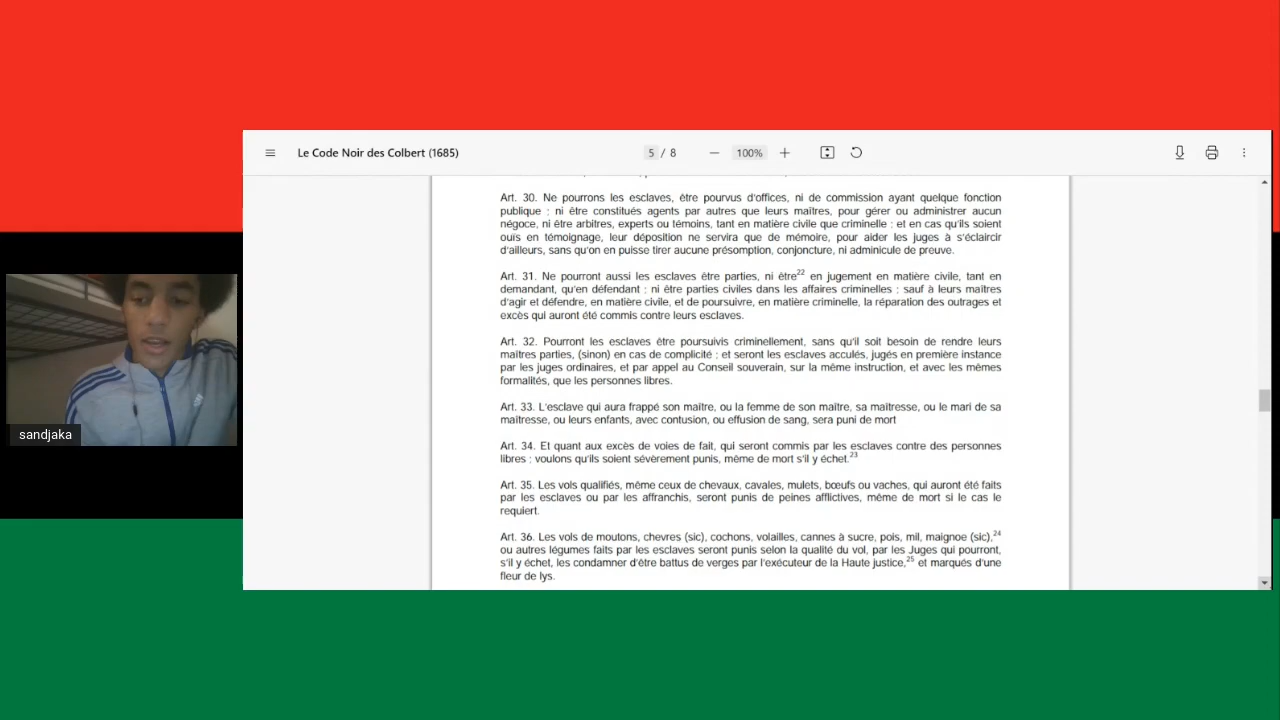 Le Code Noir des Colbert (1685)
5 / 8
100%
Art. 30. Ne pourrons les esclaves, être pourvus d'offices, ni de commission ayant quelque fonction
publique ; ni être constitués agents par autres que leurs maîtres, pour gérer ou administrer aucun
négoce, ni être arbitres, experts ou témoins, tant en matière civile que criminelle ; et en cas qu'ils soient
ouïs en témoignage, leur déposition ne servira que de mémoire, pour aider les juges à s'éclaircir
d'ailleurs, sans qu'on en puisse tirer aucune présomption, conjoncture, ni adminicule de preuve.
Art. 31. Ne pourront aussi les esclaves être parties, ni être22 en jugement en matière civile, tant en
demandant, qu'en défendant ; ni être parties civiles dans les affaires criminelles ; sauf à leurs maîtres
d'agir et défendre, en matière civile, et de poursuivre, en matière criminelle, la réparation des outrages et
excès qui auront été commis contre leurs esclaves.
Art. 32. Pourront les esclaves être poursuivis criminellement, sans qu'il soit besoin de rendre leurs
maîtres parties, (sinon) en cas de complicité ; et seront les esclaves acculés, jugés en première instance
par les juges ordinaires, et par appel au Conseil souverain, sur la même instruction, et avec les mêmes
formalités, que les personnes libres.
Art. 33. L'esclave qui aura frappé son maître, ou la femme de son maître, sa maîtresse, ou le mari de sa
maîtresse, ou leurs enfants, avec contusion, ou effusion de sang, sera puni de mort
Art. 34. Et quant aux excès de voies de fait, qui seront commis par les esclaves contre des personnes
libres ; voulons qu'ils soient sévèrement punis, même de mort s'il y échet.23
Art. 35. Les vols qualifiés, même ceux de chevaux, cavales, mulets, bœufs ou vaches, qui auront été faits
par les esclaves ou par les affranchis, seront punis de peines afflictives, même de mort si le cas le
requiert.
Art. 36. Les vols de moutons, chevres (sic), cochons, volailles, cannes à sucre, pois, mil, maignoe (sic),24
ou autres légumes faits par les esclaves seront punis selon la qualité du vol, par les Juges qui pourront,
s'il y échet, les condamner d'être battus de verges par l'exécuteur de la Haute justice,25 et marqués d'une
fleur de lys.
sandjaka